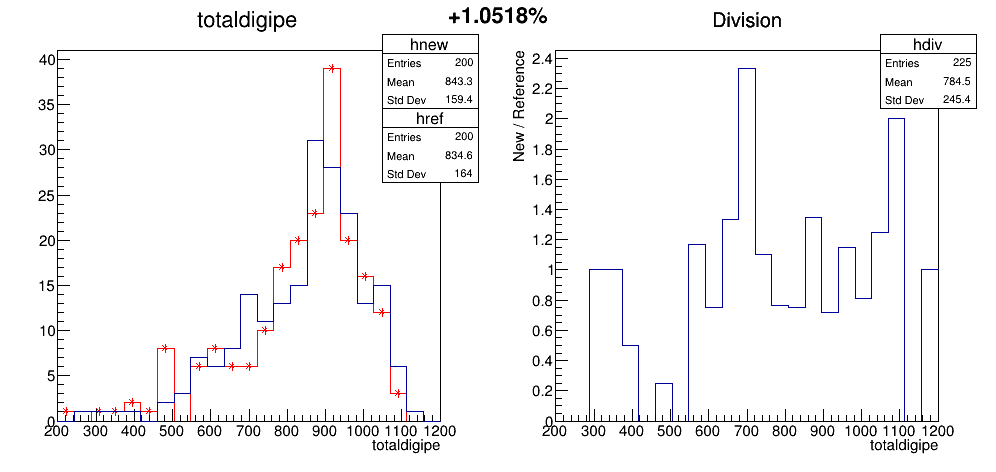 +1.0518%
totaldigipe
hnew
Entries 200
Mean 843.3
Std Dev 159.4
href
Entries 200
Mean 834.6
Std Dev 164
40
35
30
25
20
15
10
5
0
200 300 400 500 600 700 800 900 1000 1100 1200
totaldigipe
Division
hdiv
Entries 225
Mean 784.5
Std Dev 245.4
New / Reference
2.4
2.2
2
1.8
1.6
1.4
1.2
1
0.8
0.6
0.4
0.2
0
200 300 400 500 600 700 800 900 1000 1100 1200
totaldigipe